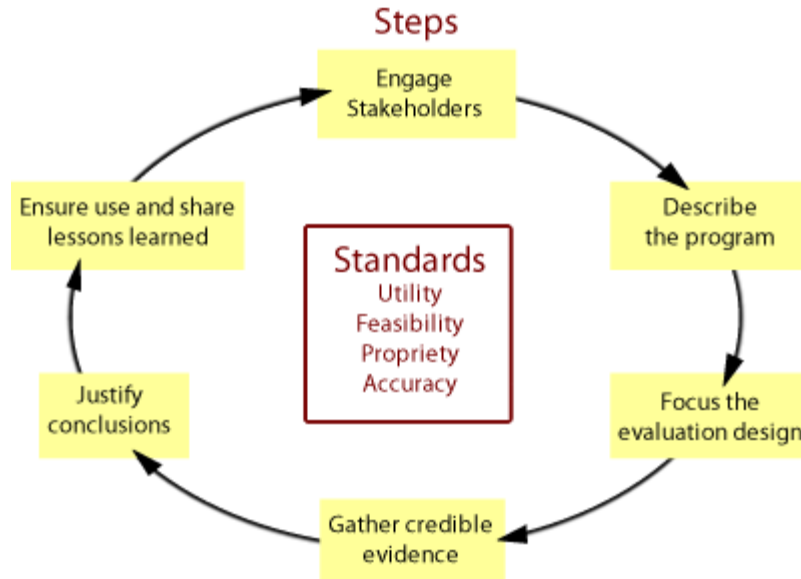 Steps
Engage
Stakeholders
Describe
the program
Focus the
evaluation design
Gather credible
evidence
Justify
conclusions
Ensure use and share
lessons learned
Standards
Utility
Feasibility
Propriety
Accuracy